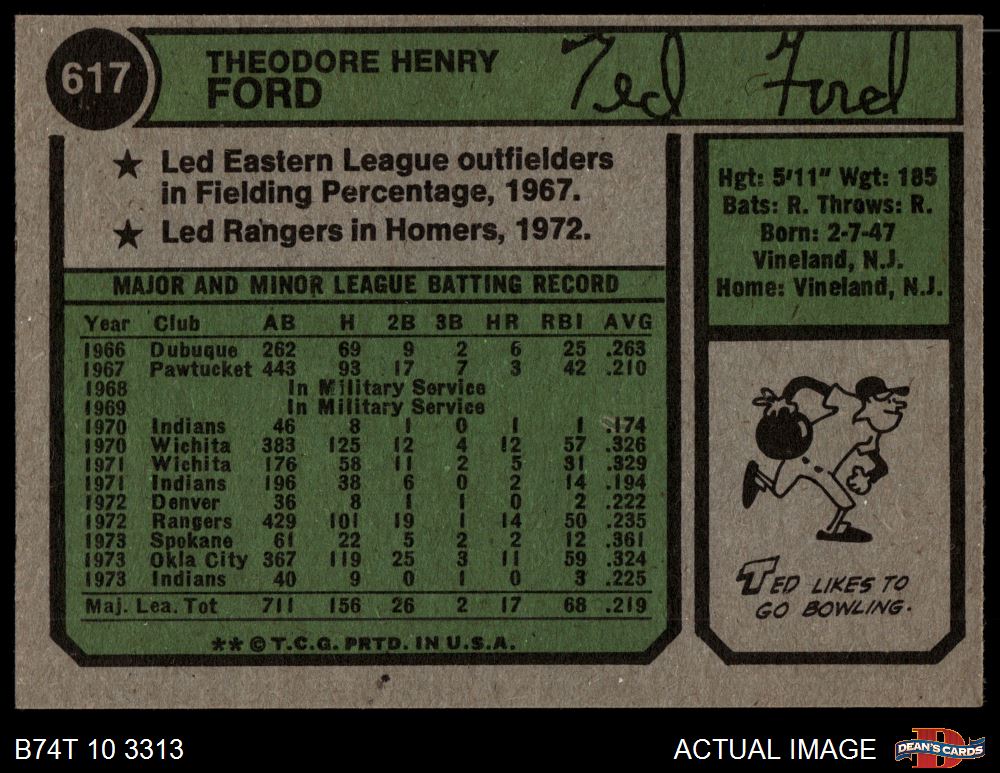 617
THEODORE HENRY
FORD
Ted Ford
★ Led Eastern League outfielders
in Fielding Percentage, 1967.
★ Led Rangers in Homers, 1972.
Hgt: 5'11" Wgt: 185
Bats: R. Throws: R.
Born: 2-7-47
Vineland, N.J.
Home: Vineland, N.J.
MAJOR AND MINOR LEAGUE BATTING RECORD
Year Club AB H 2B 3B HR RBI AVG
1966 Dubuque 262 69 9 2 6 25 .263
1967 Pawtucket 443 93 17 7 3 42 .210
1968 In Military Service
1969 In Military Service
1970 Indians 46 8 1 0 1 1 .174
1970 Wichita 383 125 12 4 12 57 .326
1971 Wichita 176 58 11 2 5 31 .329
1971 Indians 196 38 6 0 2 14 .194
1972 Denver 36 8 1 1 0 2 .222
1972 Rangers 429 101 19 1 14 50 .235
1973 Spokane 61 22 5 2 2 12 .361
1973 Okla City 367 119 25 3 11 59 .324
1973 Indians 40 9 0 1 0 3 .225
Maj. Lea. Tot 711 156 26 2 17 68 .219
** © T.C.G. PRTD. IN U.S.A.
TED LIKES TO
GO BOWLING.
B74T 10 3313
ACTUAL IMAGE
D
DEAN'S CARDS